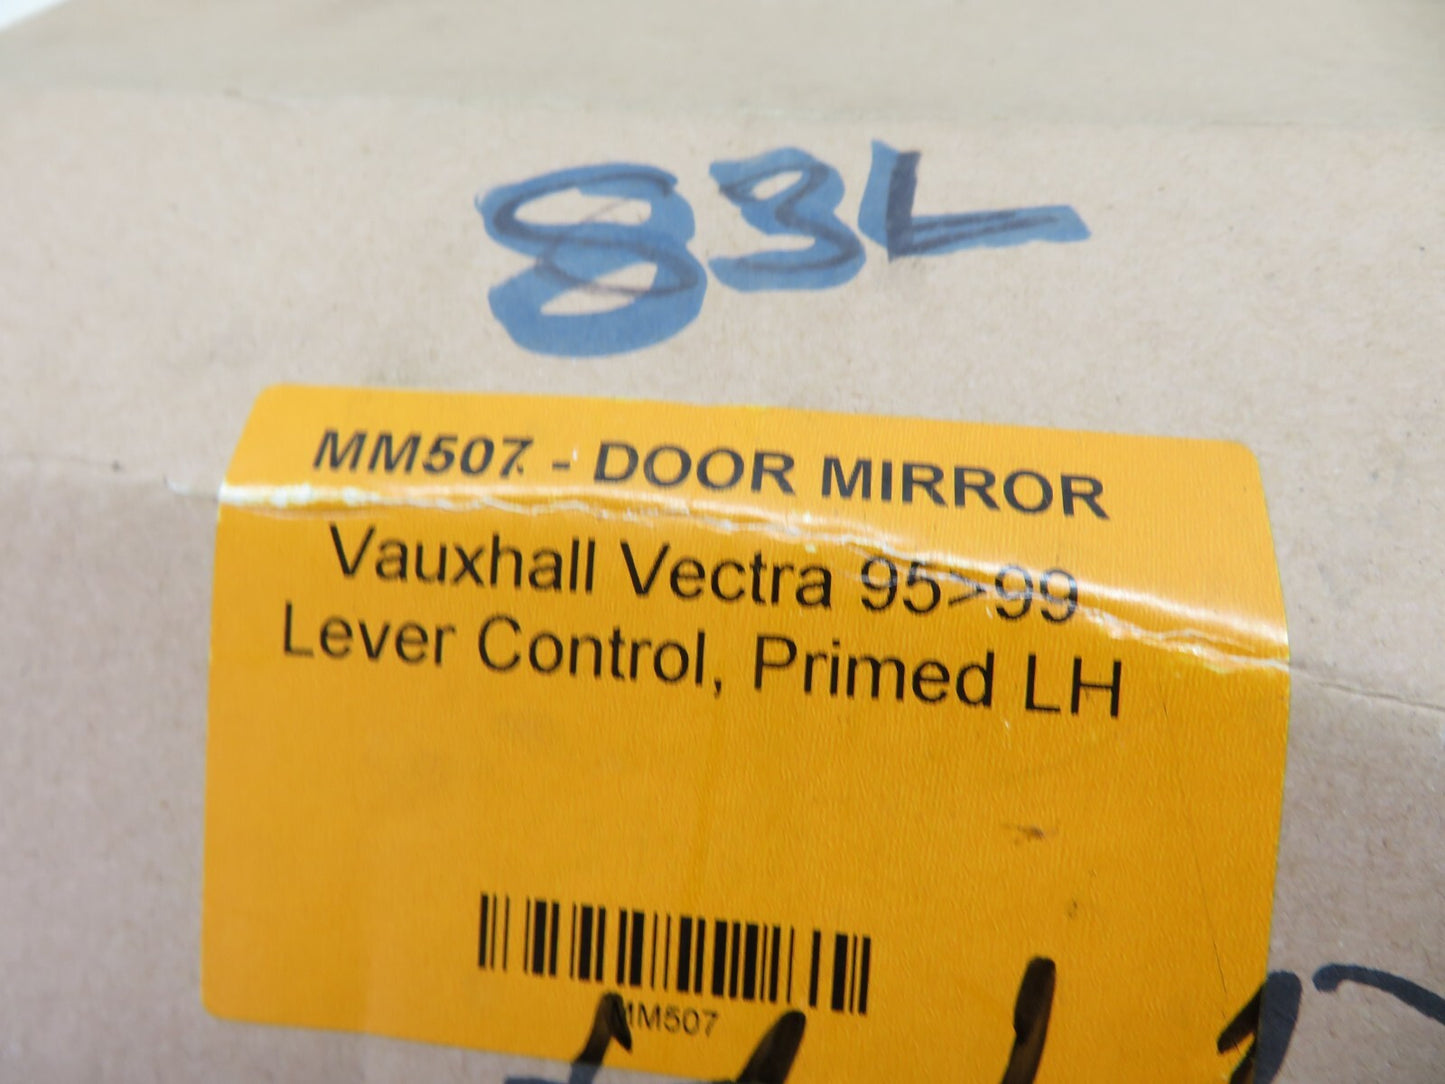 83L
MM507 - DOOR MIRROR
Vauxhall Vectra 95>99
Lever Control, Primed LH
MM507